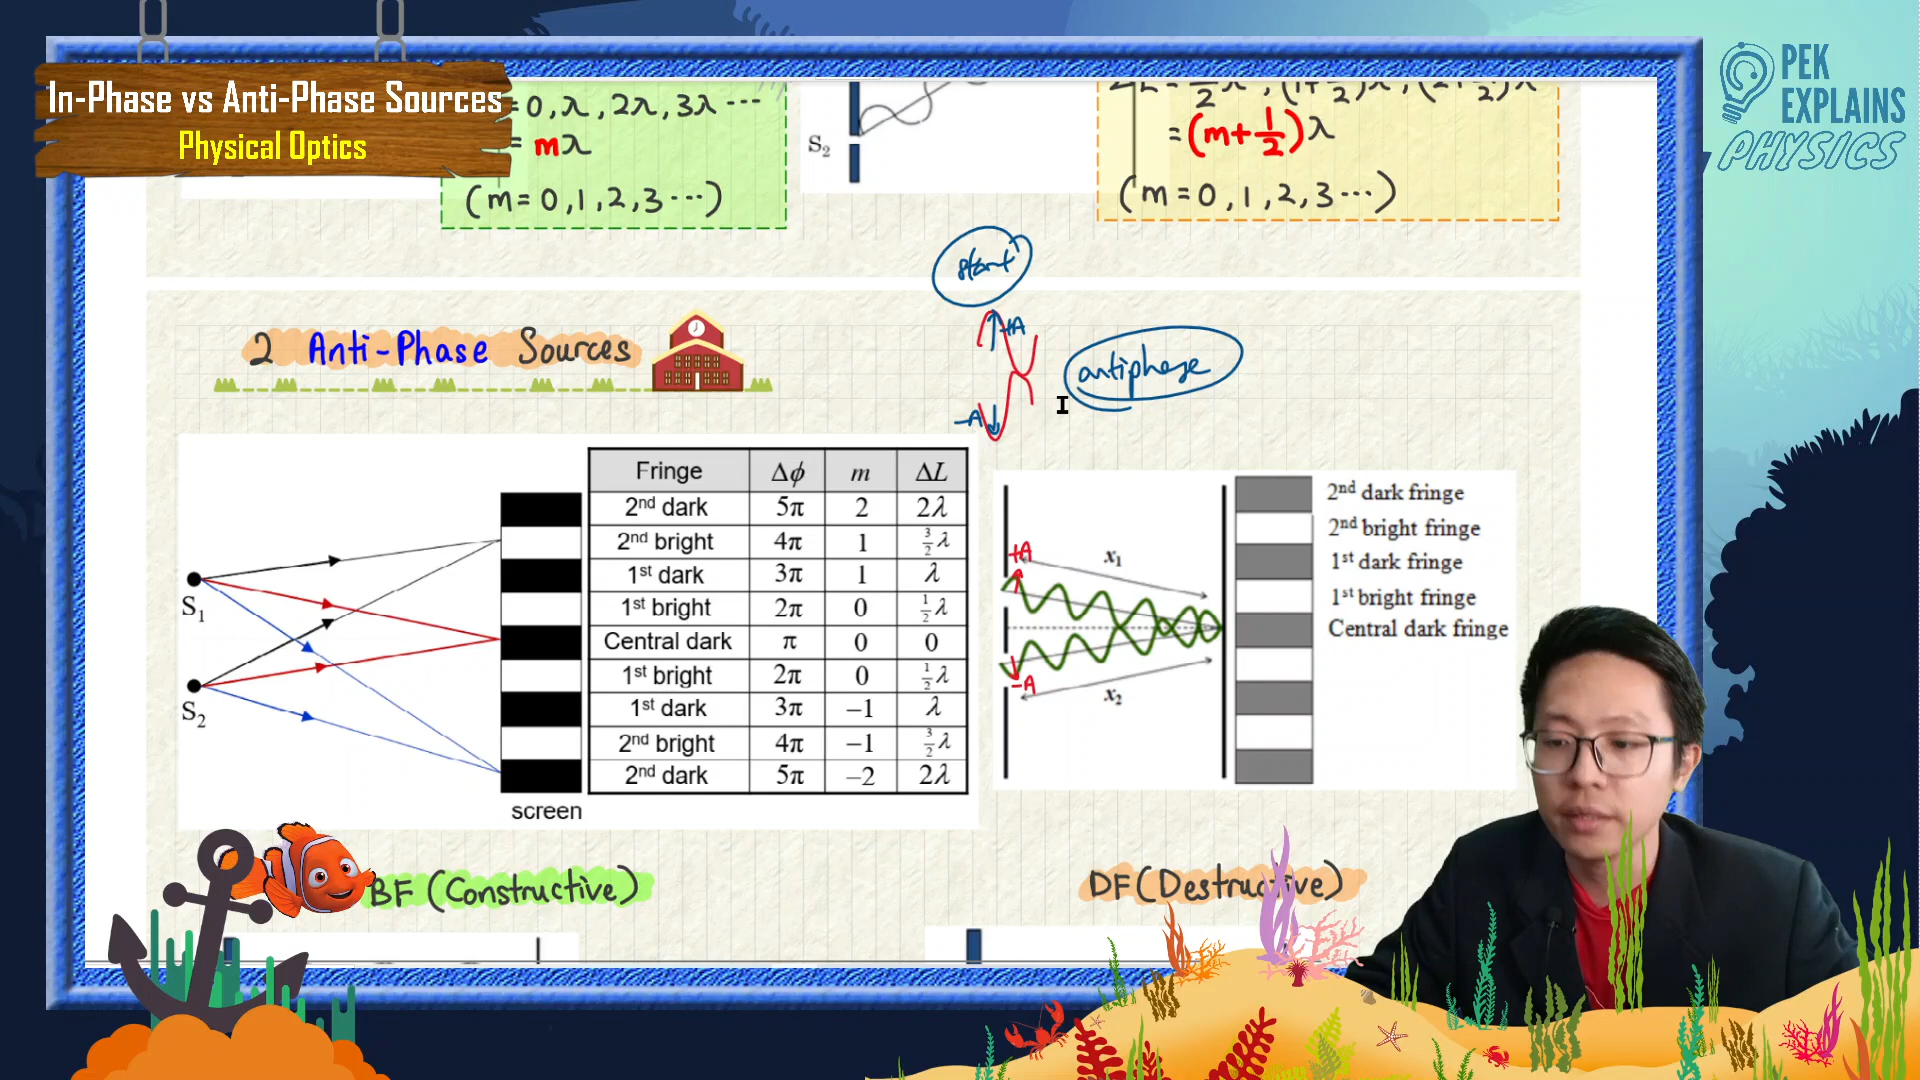 In-Phase vs Anti-Phase Sources
Physical Optics
PEK
EXPLAINS
PHYSICS
= 0, λ, 2λ, 3λ ...
= mλ
(m = 0, 1, 2, 3 ...)
S₂
= (m + 1/2) λ
(m = 0, 1, 2, 3 ...)
start
+A
-A
antiphase
2 Anti-Phase Sources
S₁
S₂
screen
Fringe Δϕ m ΔL
2nd dark 5π 2 2λ
2nd bright 4π 1 3/2 λ
1st dark 3π 1 λ
1st bright 2π 0 1/2 λ
Central dark π 0 0
1st bright 2π 0 1/2 λ
1st dark 3π −1 λ
2nd bright 4π −1 3/2 λ
2nd dark 5π −2 2λ
+A
x₁
-A
x₂
2nd dark fringe
2nd bright fringe
1st dark fringe
1st bright fringe
Central dark fringe
BF (Constructive)
DF (Destructive)